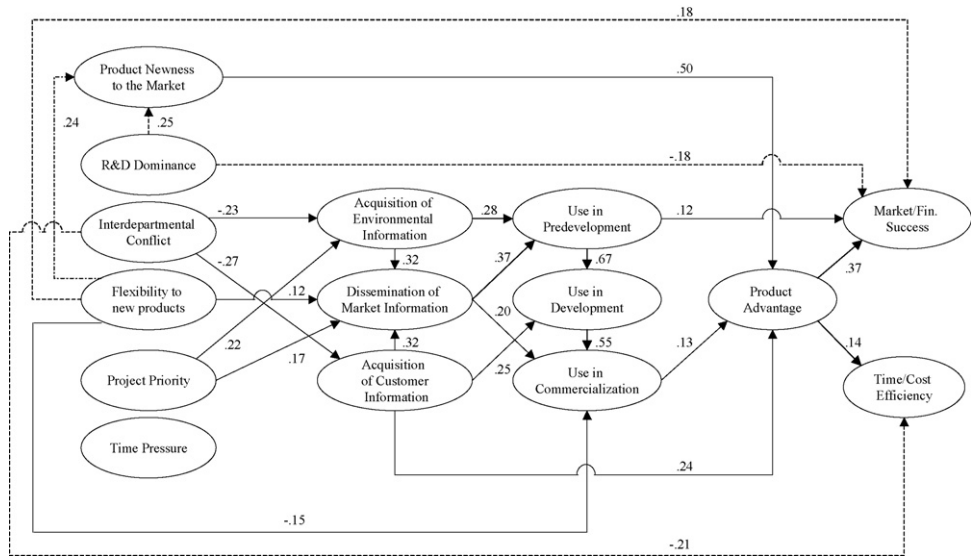 .18
Product Newness
to the Market
.50
.24
.25
R&D Dominance
-.18
Interdepartmental
Conflict
-.23
Acquisition of
Environmental
Information
.28
Use in
Predevelopment
.12
Market/Fin.
Success
-.27
.32
.37
.67
.37
Flexibility to
new products
.12
Dissemination of
Market Information
.20
Use in
Development
Product
Advantage
.22
.17
.32
.25
.55
.13
.14
Project Priority
Acquisition
of Customer
Information
Use in
Commercialization
Time/Cost
Efficiency
Time Pressure
.24
-.15
-.21